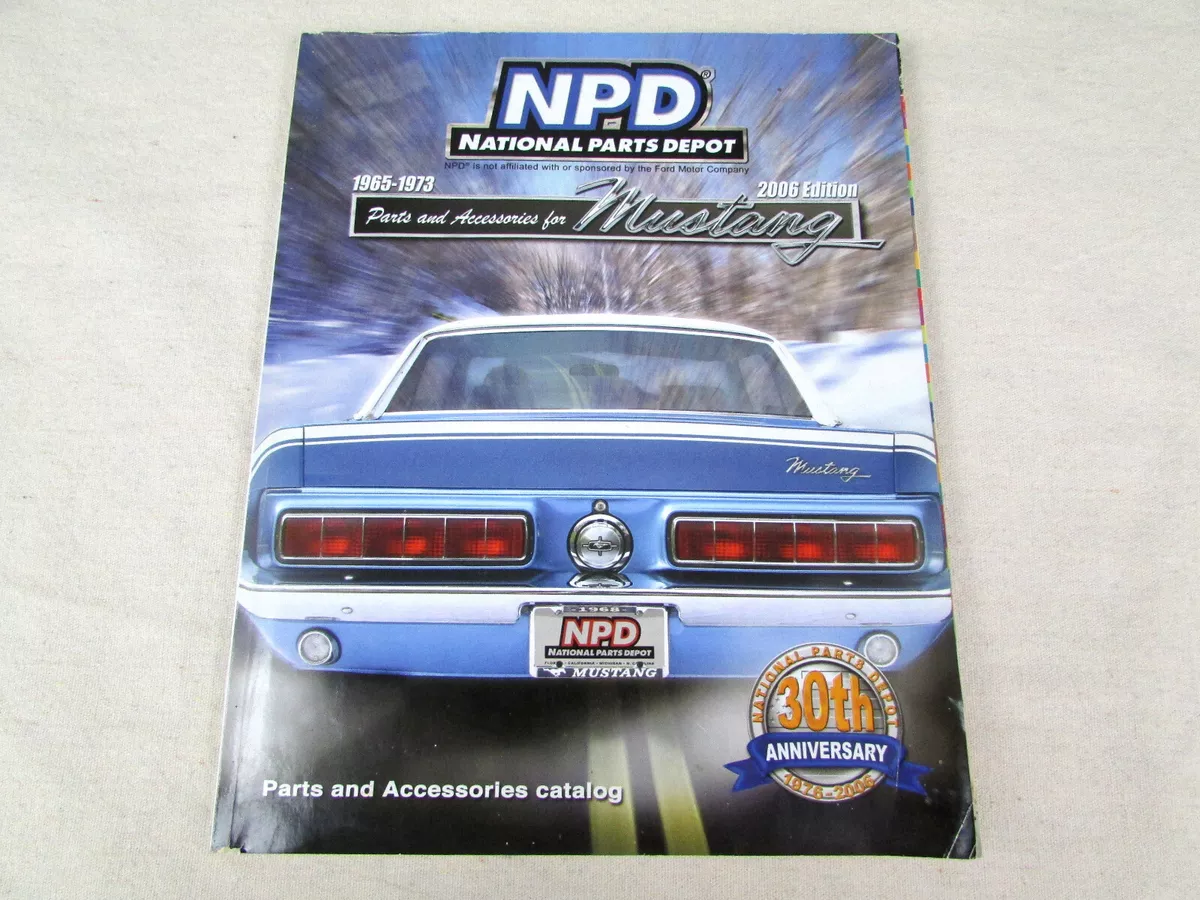 NPD®
NATIONAL PARTS DEPOT
NPD® is not affiliated with or sponsored by the Ford Motor Company
1965-1973
2006 Edition
Parts and Accessories for Mustang
Mustang
1968
NPD
NATIONAL PARTS DEPOT
CALIFORNIA • MICHIGAN •
MUSTANG
NATIONAL PARTS DEPOT
30th
ANNIVERSARY
1976-2006
Parts and Accessories catalog